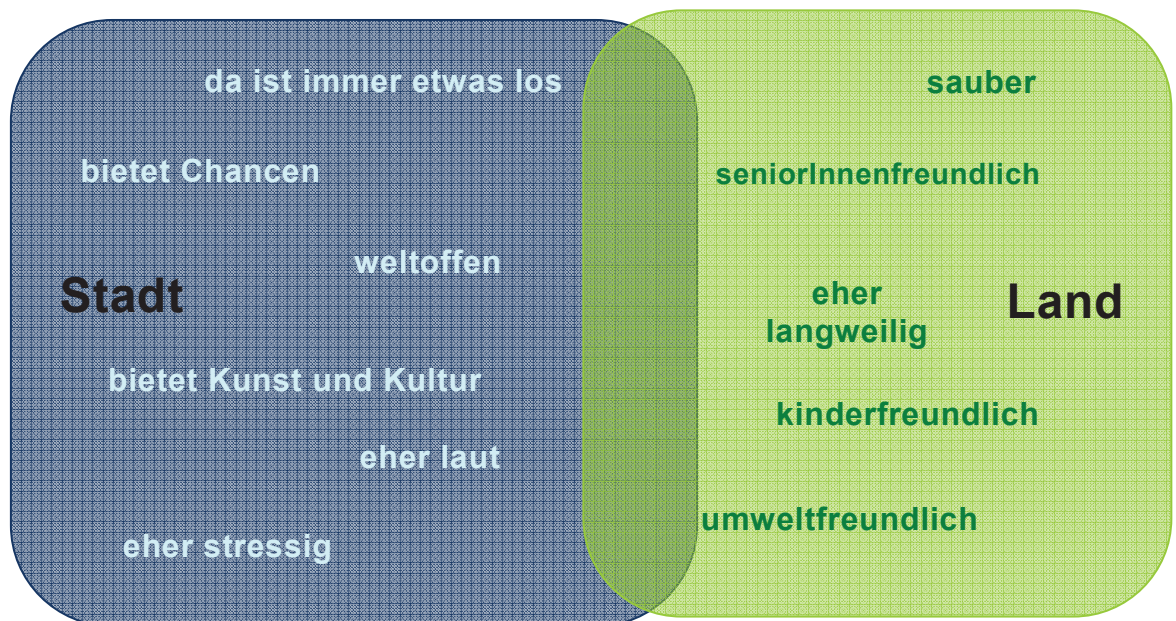 da ist immer etwas los
bietet Chancen
weltoffen
Stadt
bietet Kunst und Kultur
eher laut
eher stressig
sauber
seniorInnenfreundlich
eher
langweilig
Land
kinderfreundlich
umweltfreundlich